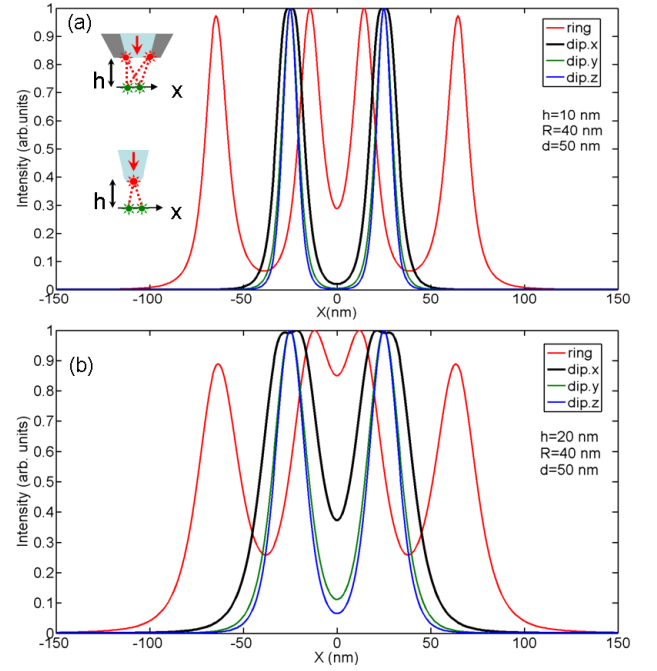 (a)
h
X
h
X
ring
dip.x
dip.y
dip.z
h=10 nm
R=40 nm
d=50 nm
Intensity (arb.units)
1
0.9
0.8
0.7
0.6
0.5
0.4
0.3
0.2
0.1
0
-150 -100 -50 0 50 100 150
X(nm)
(b)
ring
dip.x
dip.y
dip.z
h=20 nm
R=40 nm
d=50 nm
Intensity (arb. units)
1
0.9
0.8
0.7
0.6
0.5
0.4
0.3
0.2
0.1
0
-150 -100 -50 0 50 100 150
X (nm)